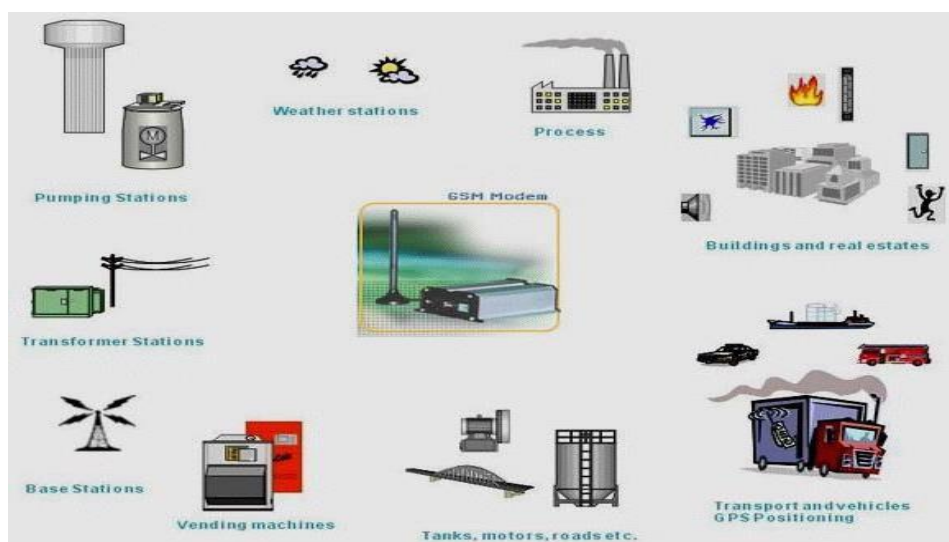 Weather stations
Process
Pumping Stations
GSM Modem
Buildings and real estates
Transformer Stations
Base Stations
Vending machines
Tanks, motors, roads etc.
Transport and vehicles
GPS Positioning
M